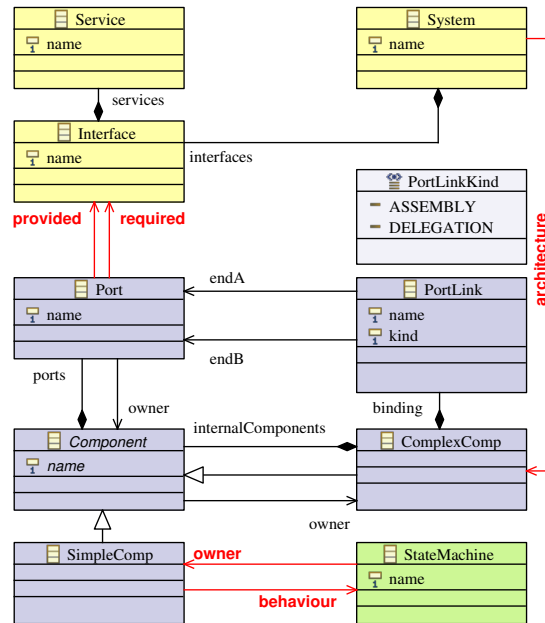 Service
name
System
name
services
Interface
name
interfaces
PortLinkKind
ASSEMBLY
DELEGATION
provided
required
architecture
Port
name
endA
PortLink
name
kind
endB
ports
owner
binding
internalComponents
Component
name
ComplexComp
owner
SimpleComp
owner
StateMachine
name
behaviour